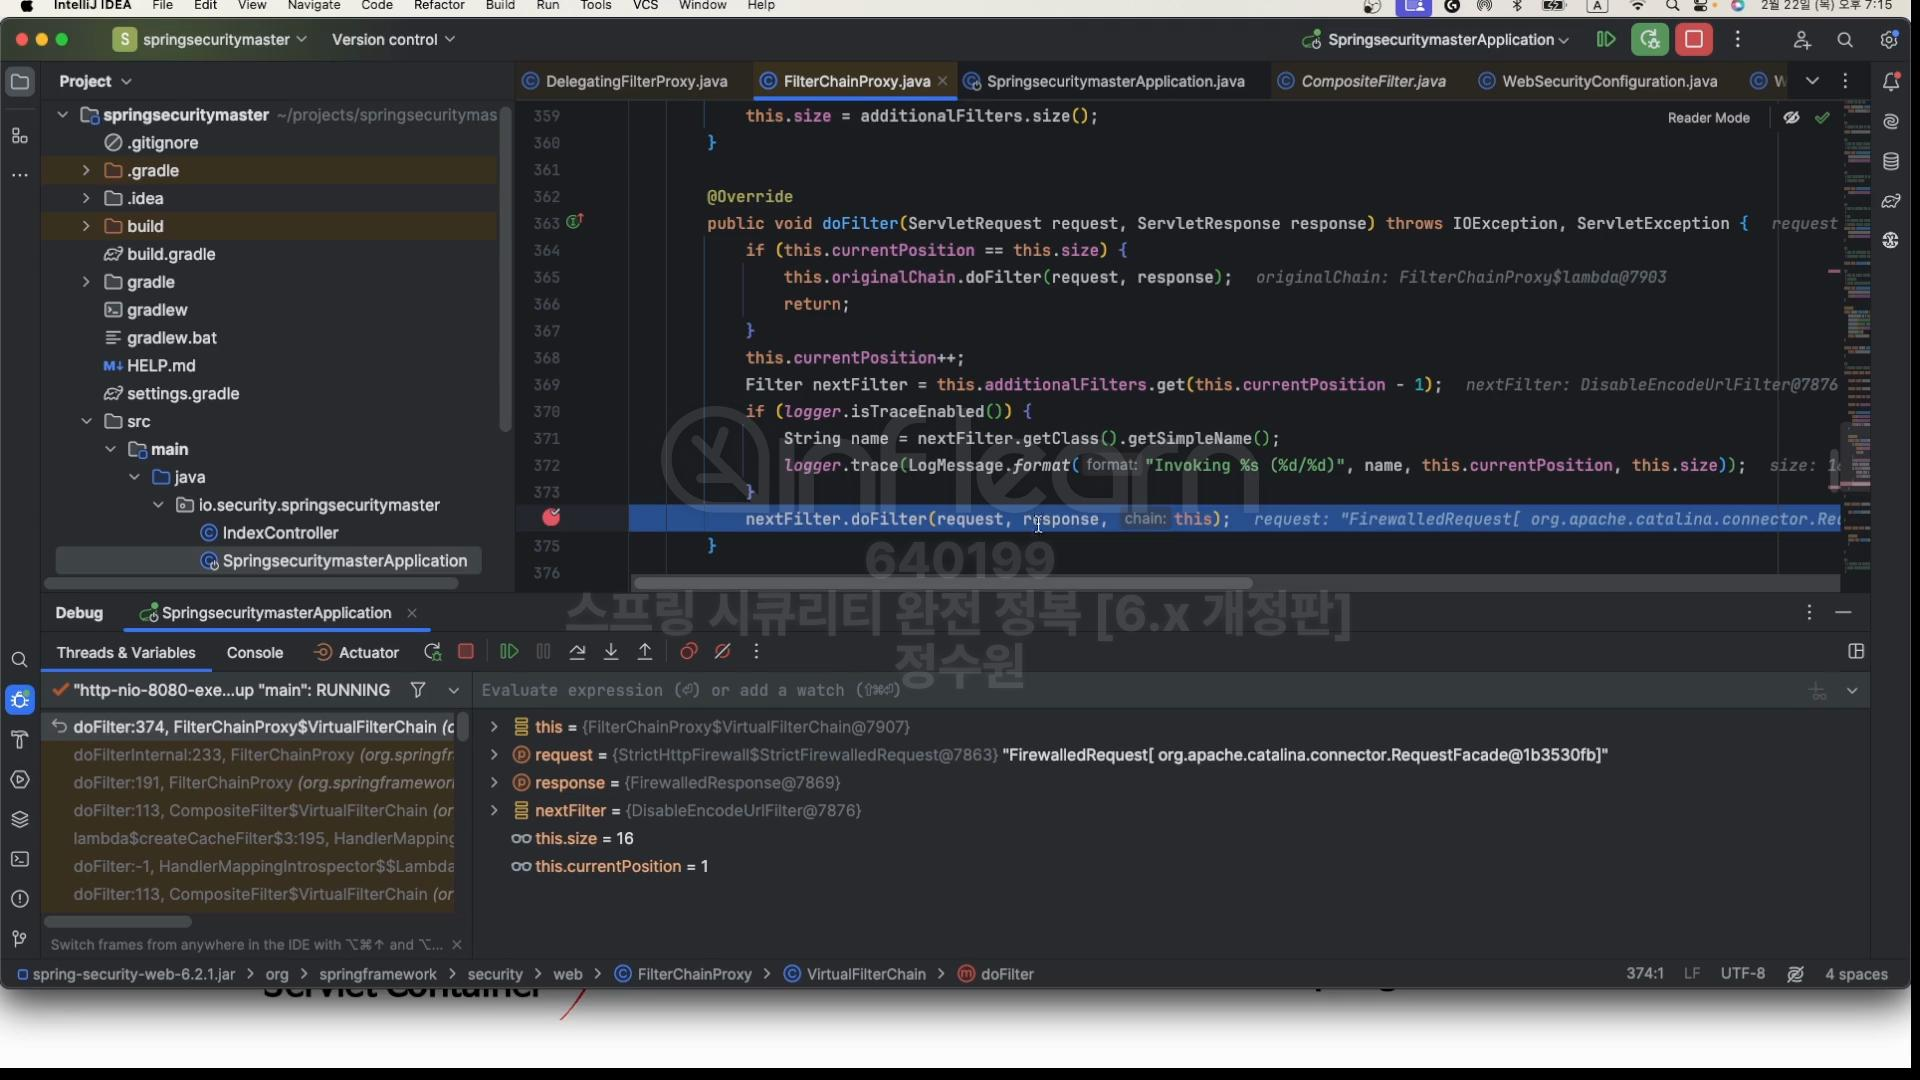 IntelliJ IDEA File Edit View Navigate Code Refactor Build Run Tools VCS Window Help A 2월 22일 (목) 오후 7:15
S springsecuritymaster Version control SpringsecuritymasterApplication
Project
DelegatingFilterProxy.java FilterChainProxy.java SpringsecuritymasterApplication.java CompositeFilter.java WebSecurityConfiguration.java W
springsecuritymaster ~/projects/springsecuritymas
.gitignore
.gradle
.idea
build
build.gradle
gradle
gradlew
gradlew.bat
M↓ HELP.md
settings.gradle
src
main
java
io.security.springsecuritymaster
IndexController
SpringsecuritymasterApplication
Reader Mode
359 this.size = additionalFilters.size();
360 }
361
362 @Override
363 public void doFilter(ServletRequest request, ServletResponse response) throws IOException, ServletException { request
364 if (this.currentPosition == this.size) {
365 this.originalChain.doFilter(request, response); originalChain: FilterChainProxy$lambda@7903
366 return;
367 }
368 this.currentPosition++;
369 Filter nextFilter = this.additionalFilters.get(this.currentPosition - 1); nextFilter: DisableEncodeUrlFilter@7876
370 if (logger.isTraceEnabled()) {
371 String name = nextFilter.getClass().getSimpleName();
372 logger.trace(LogMessage.format( format: "Invoking %s (%d/%d)", name, this.currentPosition, this.size)); size: 16
373 }
nextFilter.doFilter(request, response, chain: this); request: "FirewalledRequest[ org.apache.catalina.connector.Req
375 }
376
inflearn
640199
스프링 시큐리티 완전 정복 [6.x 개정판]
정수원
Debug SpringsecuritymasterApplication
Threads & Variables Console Actuator
"http-nio-8080-exe...up "main": RUNNING
Evaluate expression (⏎) or add a watch (⇧⌘⏎)
doFilter:374, FilterChainProxy$VirtualFilterChain (o
doFilterInternal:233, FilterChainProxy (org.springfr
doFilter:191, FilterChainProxy (org.springframework
doFilter:113, CompositeFilter$VirtualFilterChain (or
lambda$createCacheFilter$3:195, HandlerMapping
doFilter:-1, HandlerMappingIntrospector$$Lambda
doFilter:113, CompositeFilter$VirtualFilterChain (or
Switch frames from anywhere in the IDE with ⌥⌘↑ and ⌥...
this = {FilterChainProxy$VirtualFilterChain@7907}
request = {StrictHttpFirewall$StrictFirewalledRequest@7863} "FirewalledRequest[ org.apache.catalina.connector.RequestFacade@1b3530fb]"
response = {FirewalledResponse@7869}
nextFilter = {DisableEncodeUrlFilter@7876}
this.size = 16
this.currentPosition = 1
spring-security-web-6.2.1.jar org springframework security web FilterChainProxy VirtualFilterChain doFilter 374:1 LF UTF-8 4 spaces
Servlet Container